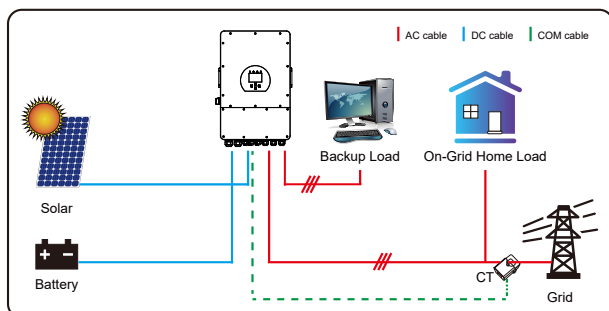 AC cable
DC cable
COM cable
Backup Load
On-Grid Home Load
Solar
CT
Battery
Grid